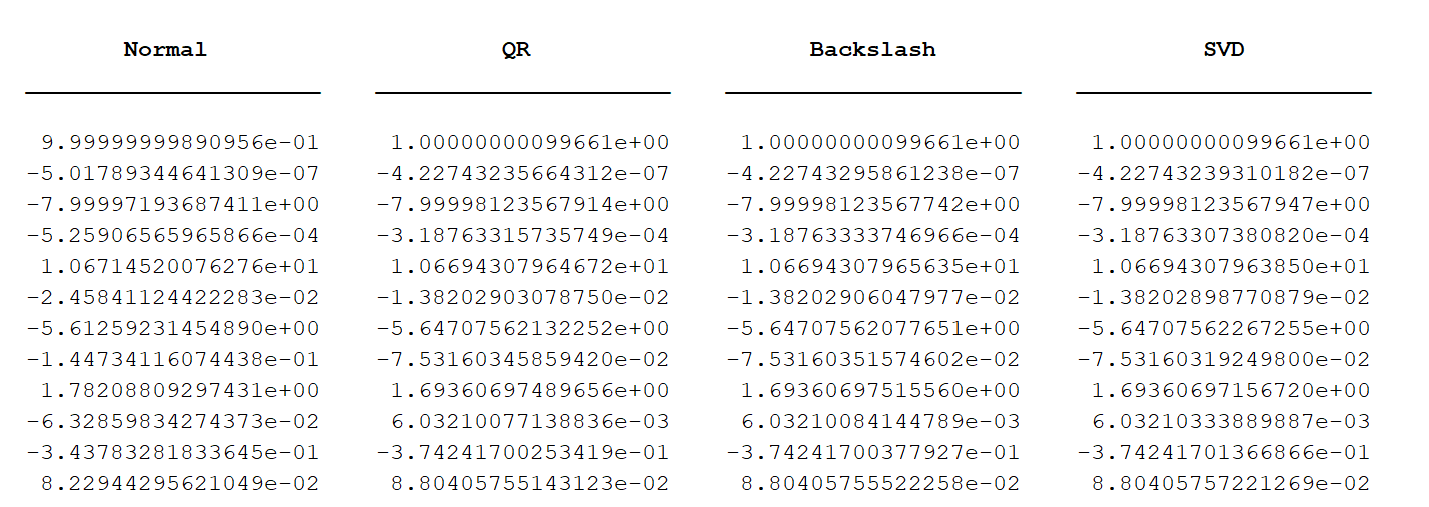 Normal QR Backslash SVD
9.99999999890956e-01 1.00000000099661e+00 1.00000000099661e+00 1.00000000099661e+00
-5.01789344641309e-07 -4.22743235664312e-07 -4.22743295861238e-07 -4.22743239310182e-07
-7.99997193687411e+00 -7.99998123567914e+00 -7.99998123567742e+00 -7.99998123567947e+00
-5.25906565965866e-04 -3.18763315735749e-04 -3.18763333746966e-04 -3.18763307380820e-04
1.06714520076276e+01 1.06694307964672e+01 1.06694307965635e+01 1.06694307963850e+01
-2.45841124422283e-02 -1.38202903078750e-02 -1.38202906047977e-02 -1.38202898770879e-02
-5.61259231454890e+00 -5.64707562132252e+00 -5.64707562077651e+00 -5.64707562267255e+00
-1.44734116074438e-01 -7.53160345859420e-02 -7.53160351574602e-02 -7.53160319249800e-02
1.78208809297431e+00 1.69360697489656e+00 1.69360697515560e+00 1.69360697156720e+00
-6.32859834274373e-02 6.03210077138836e-03 6.03210084144789e-03 6.03210333889887e-03
-3.43783281833645e-01 -3.74241700253419e-01 -3.74241700377927e-01 -3.74241701366866e-01
8.22944295621049e-02 8.80405755143123e-02 8.80405755522258e-02 8.80405757221269e-02